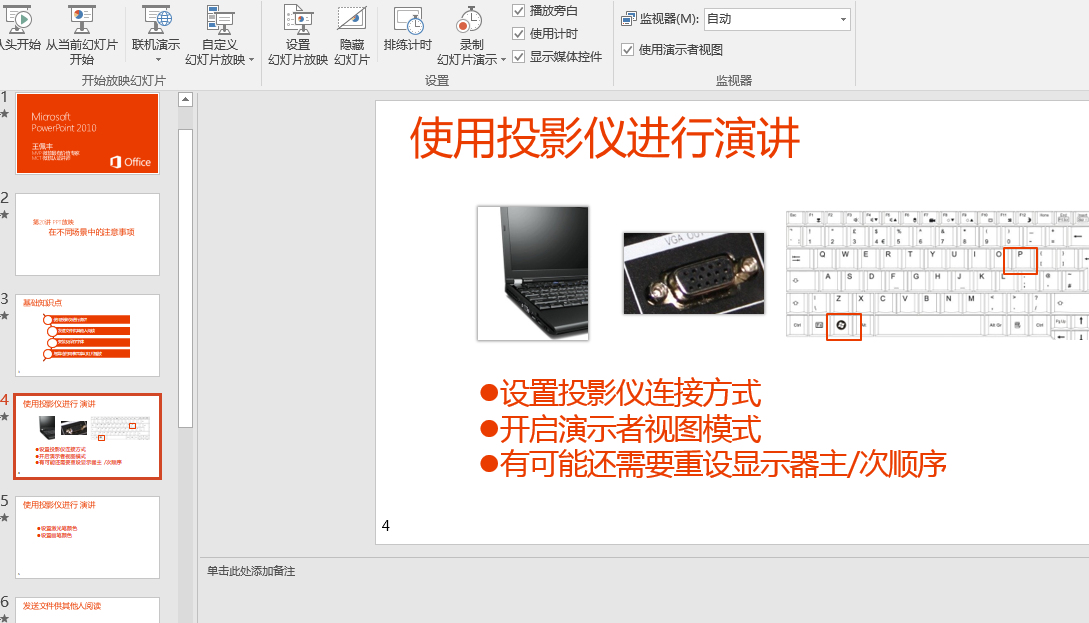 从头开始 从当前幻灯片开始 联机演示 自定义幻灯片放映 设置幻灯片放映 隐藏幻灯片 排练计时 录制幻灯片演示
播放旁白
使用计时
显示媒体控件
监视器(M): 自动
使用演示者视图
开始放映幻灯片 设置 监视器
1
Microsoft
PowerPoint 2010
王佩丰
Office
2
在不同场景中的注意事项
3
基础知识点
4
使用投影仪进行 演讲
●设置投影仪连接方式
●开启演示者视图模式
●有可能还需要重设显示器主/次顺序
5
使用投影仪进行 演讲
●设置激光笔颜色
●设置画笔颜色
6
发送文件供其他人阅读
使用投影仪进行演讲
VGA OUT
Q W E R T Y U I O P
A S D F G H J K L
Z X C V B N M
●设置投影仪连接方式
●开启演示者视图模式
●有可能还需要重设显示器主/次顺序
4
单击此处添加备注